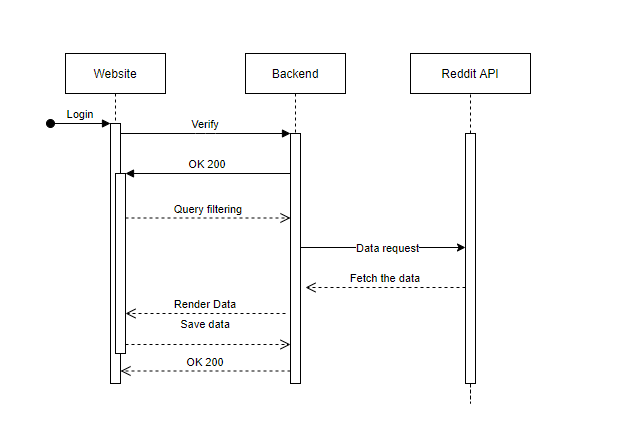 Website
Backend
Reddit API
Login
Verify
OK 200
Query filtering
Data request
Fetch the data
Render Data
Save data
OK 200